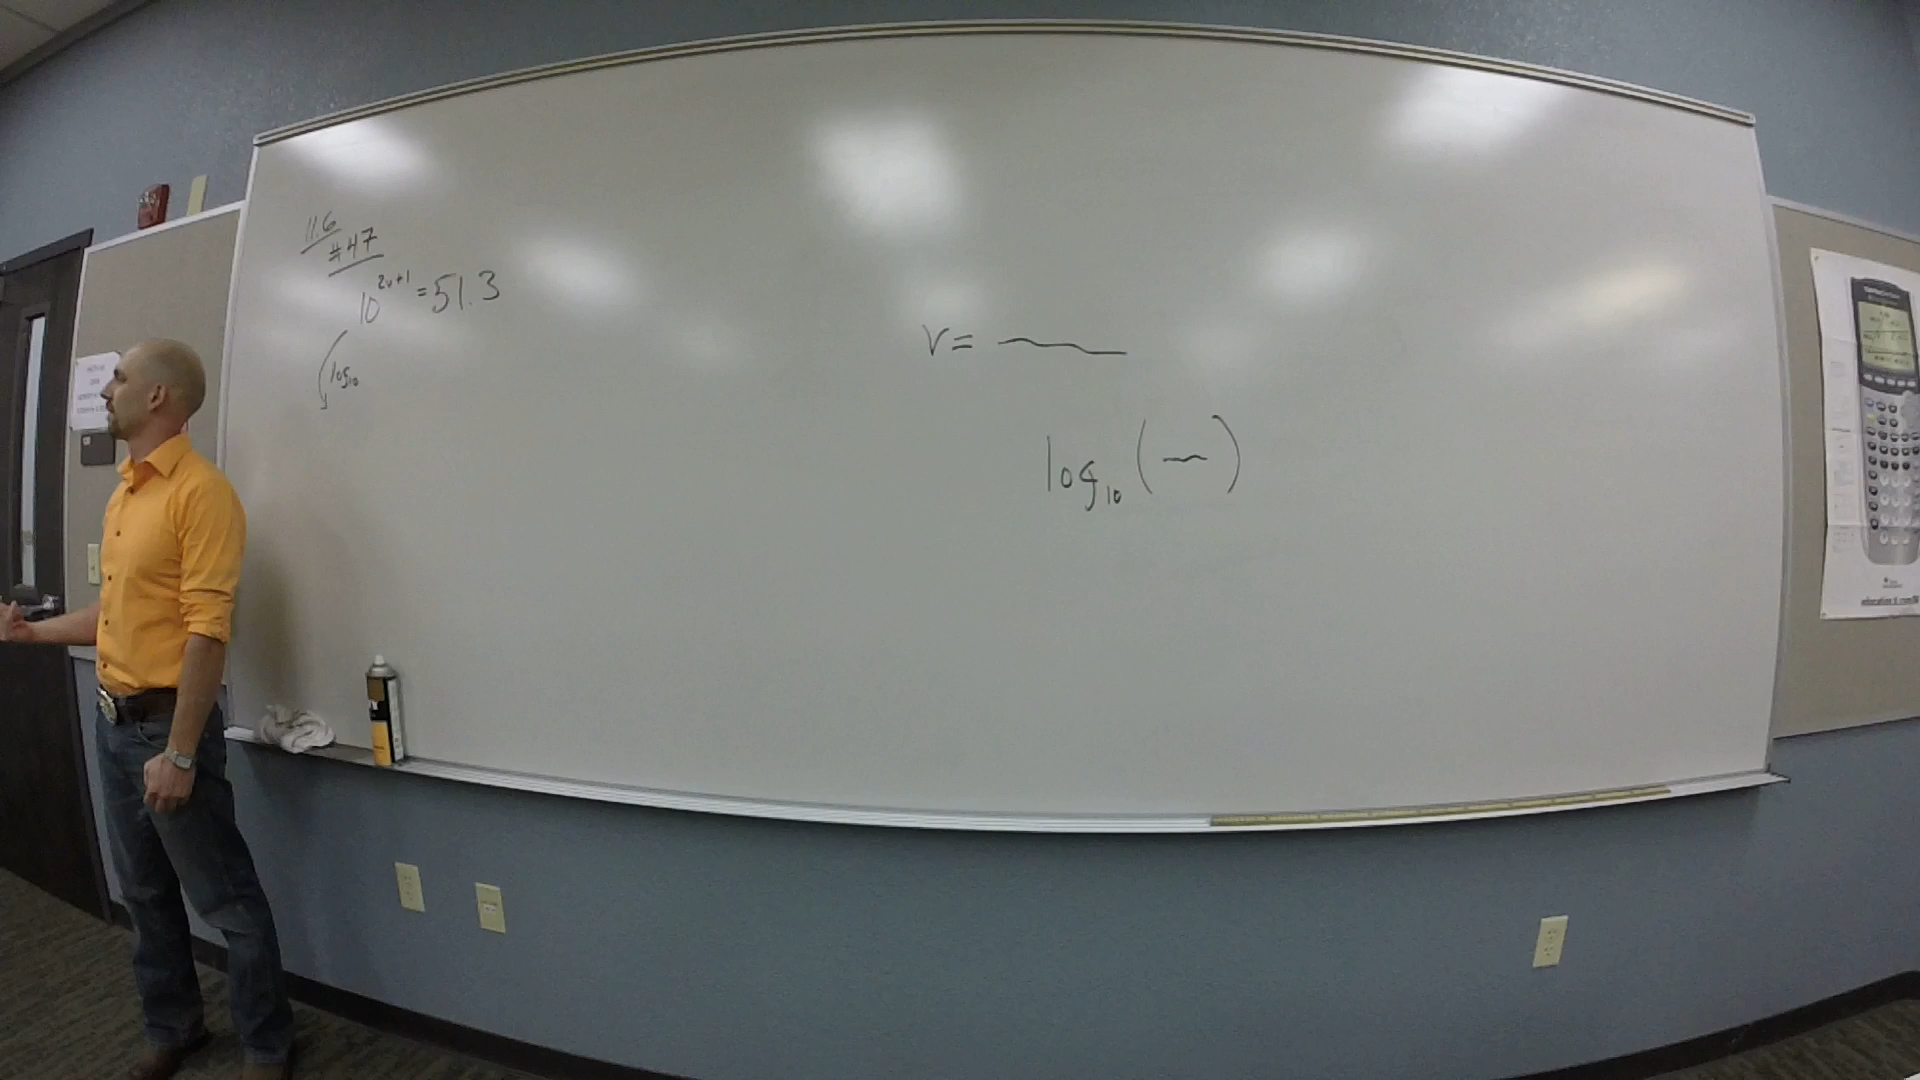 11.6
#47
10^{2v+1} = 51.3
log₁₀
v =
log₁₀ ( )